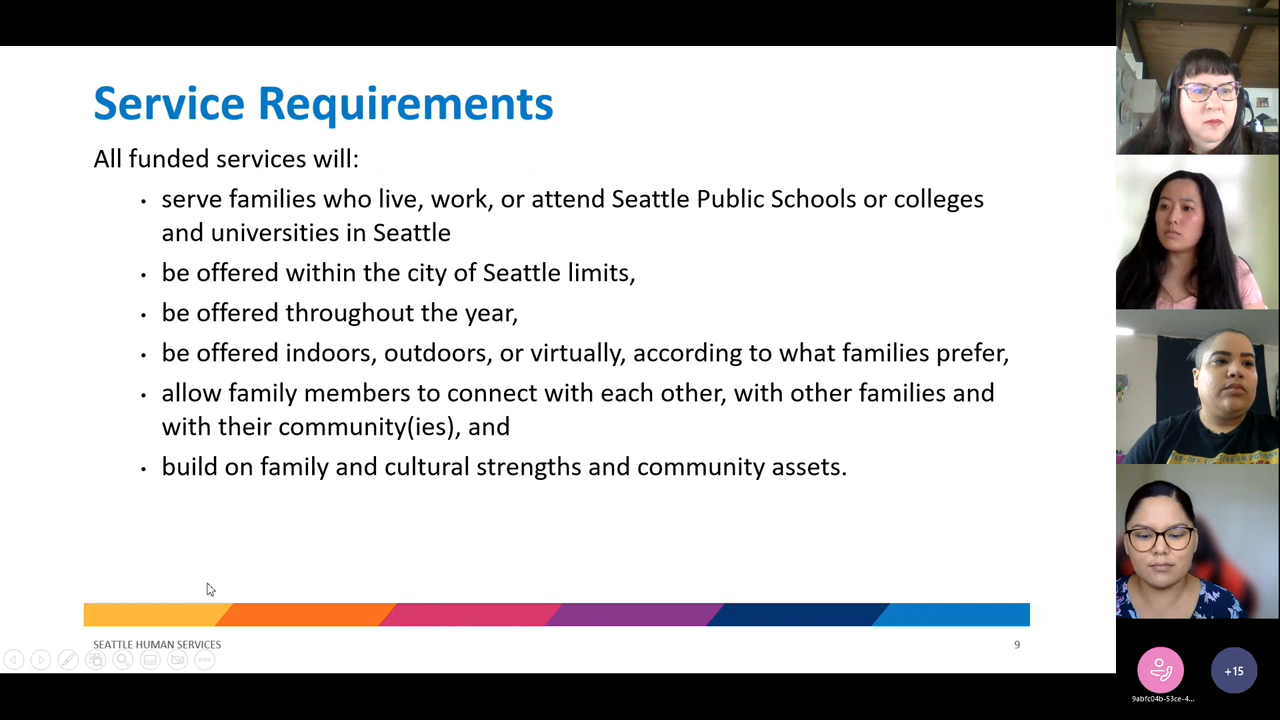 Service Requirements
All funded services will:
• serve families who live, work, or attend Seattle Public Schools or colleges
and universities in Seattle
• be offered within the city of Seattle limits,
• be offered throughout the year,
• be offered indoors, outdoors, or virtually, according to what families prefer,
• allow family members to connect with each other, with other families and
with their community(ies), and
• build on family and cultural strengths and community assets.
SEATTLE HUMAN SERVICES
9
+15
9abfc04b-53ce-4...